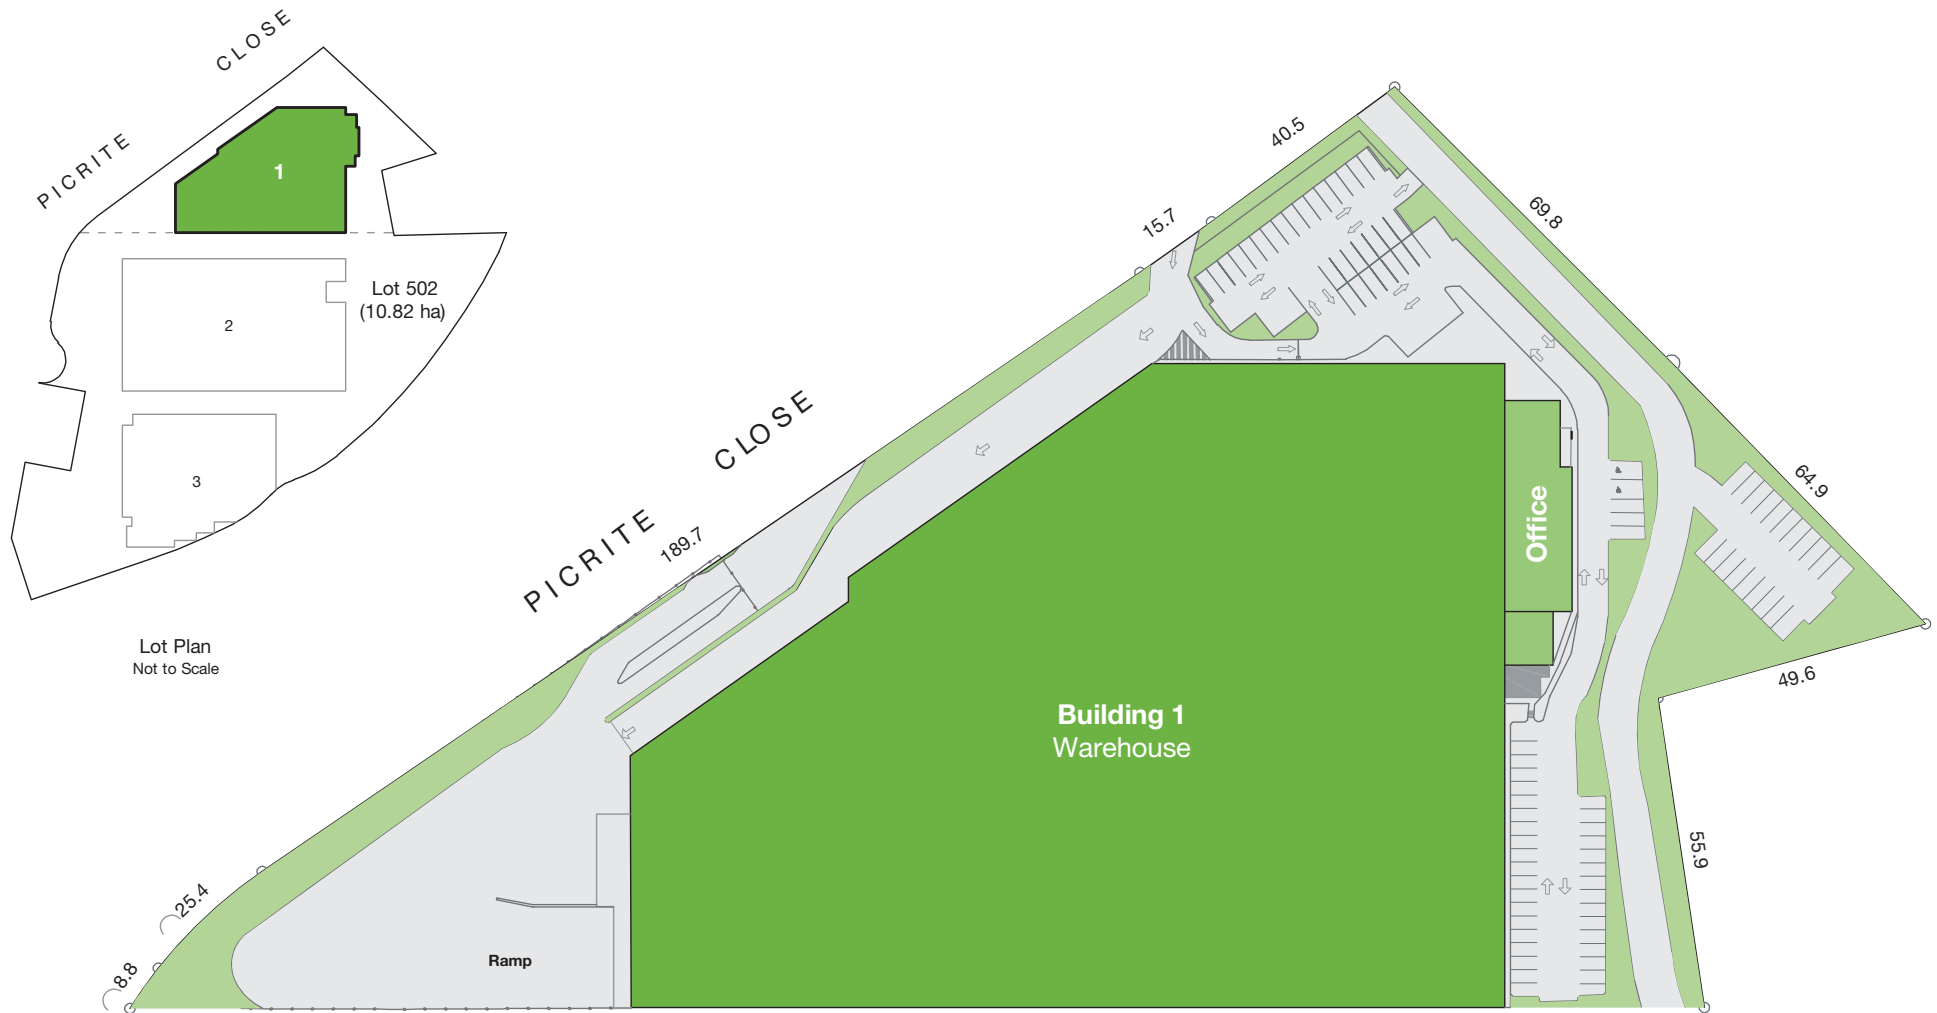 PICRITE CLOSE
1
2
Lot 502
(10.82 ha)
3
Lot Plan
Not to Scale
PICRITE CLOSE
40.5
15.7
69.8
64.9
49.6
55.9
189.7
25.4
8.8
Office
Building 1
Warehouse
Ramp